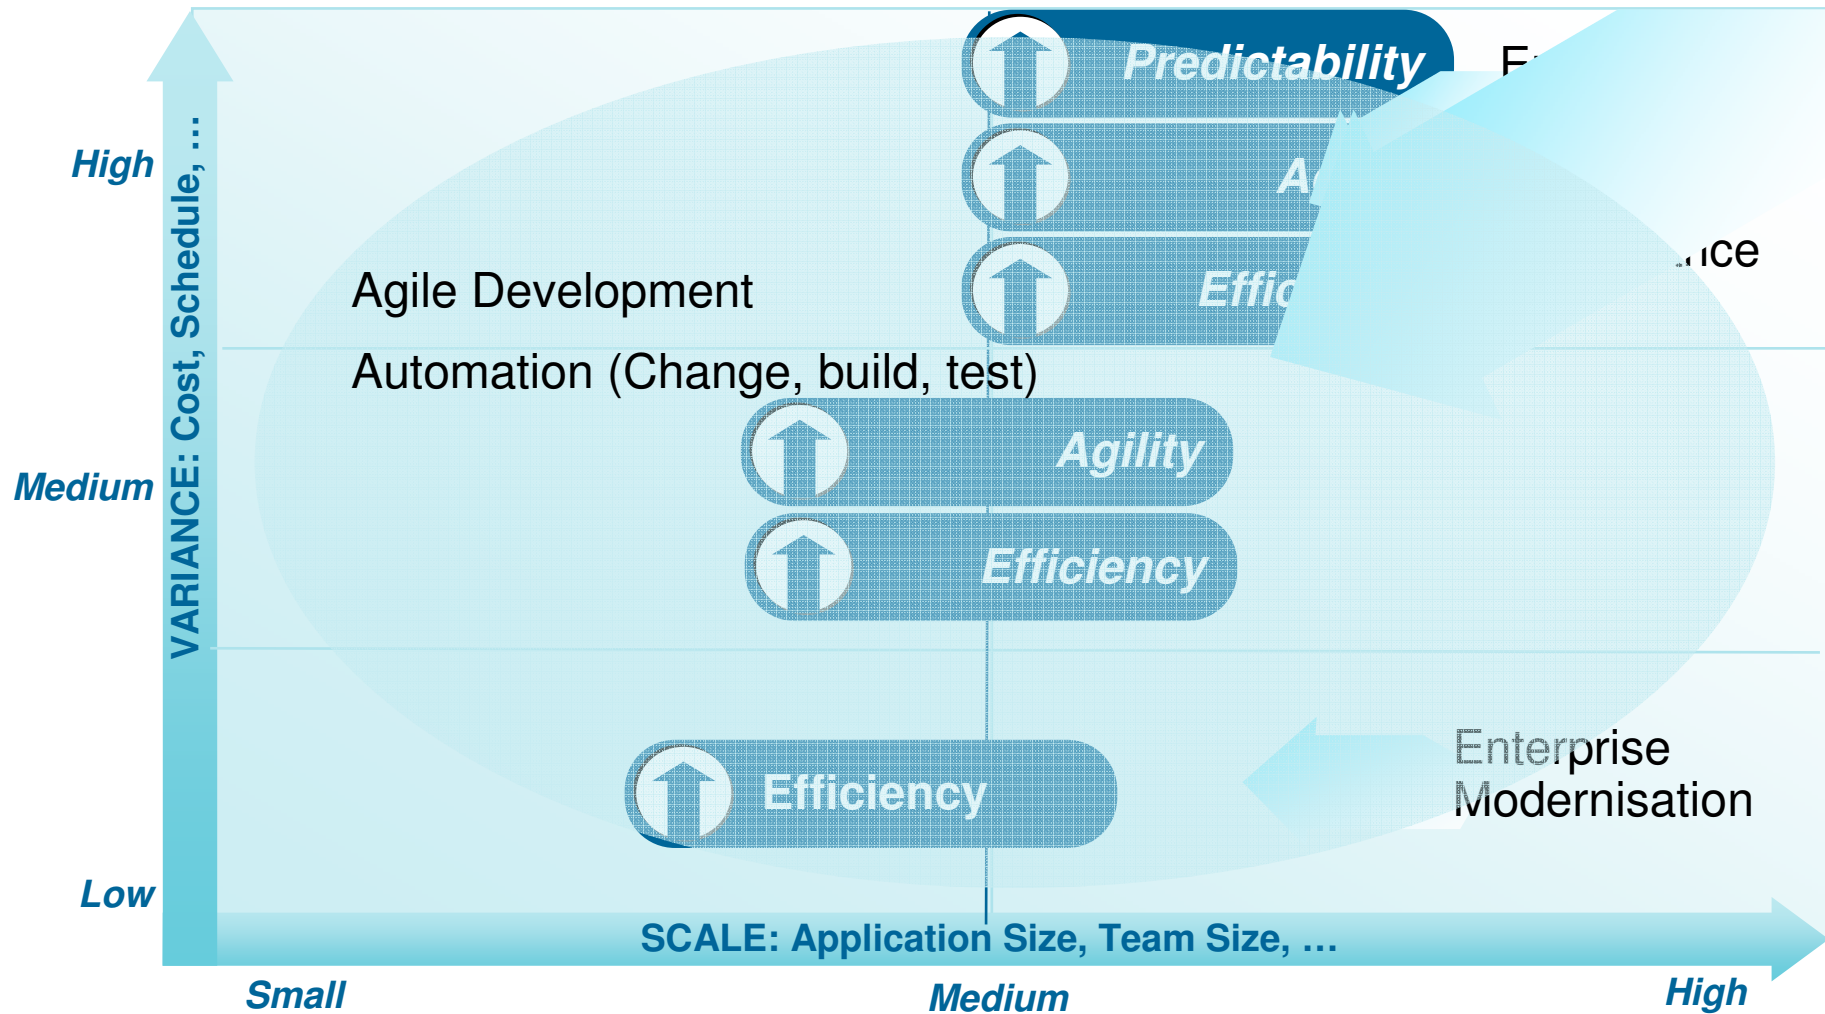 Predictability
High
Agile Development
Automation (Change, build, test)
Agility
Medium
Efficiency
VARIANCE: Cost, Schedule, …
Enterprise
Modernisation
Efficiency
Low
SCALE: Application Size, Team Size, …
Small
Medium
High